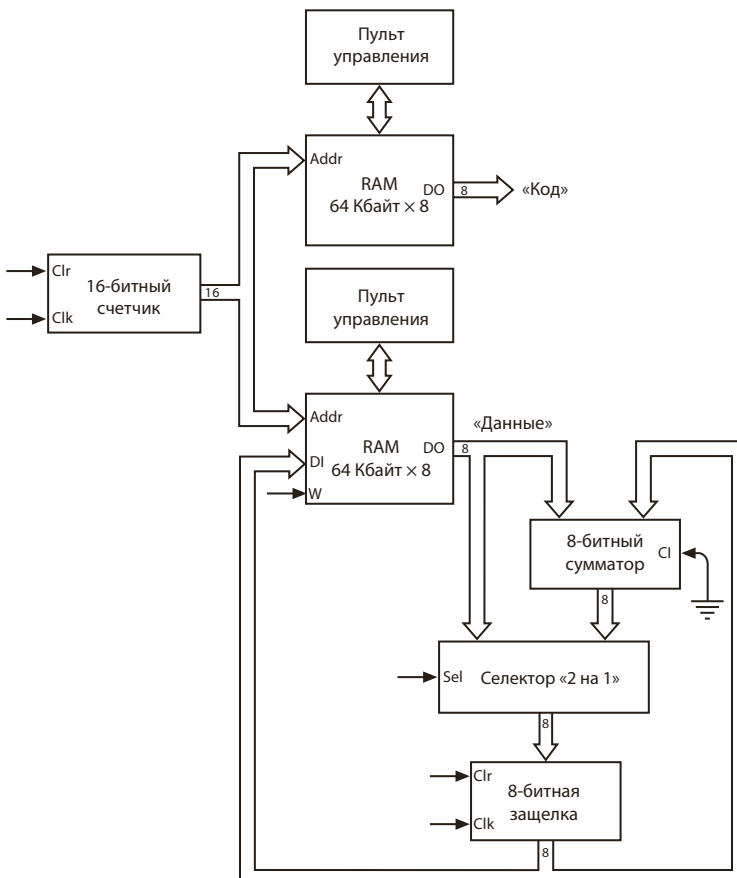 Пульт
управления
Addr
RAM
64 Кбайт × 8
DO
8
«Код»
Clr
Clk
16-битный
счетчик
16
Пульт
управления
Addr
DI
W
RAM
64 Кбайт × 8
DO
8
«Данные»
8-битный
сумматор
CI
8
Sel
Селектор «2 на 1»
8
Clr
Clk
8-битная
защелка
8